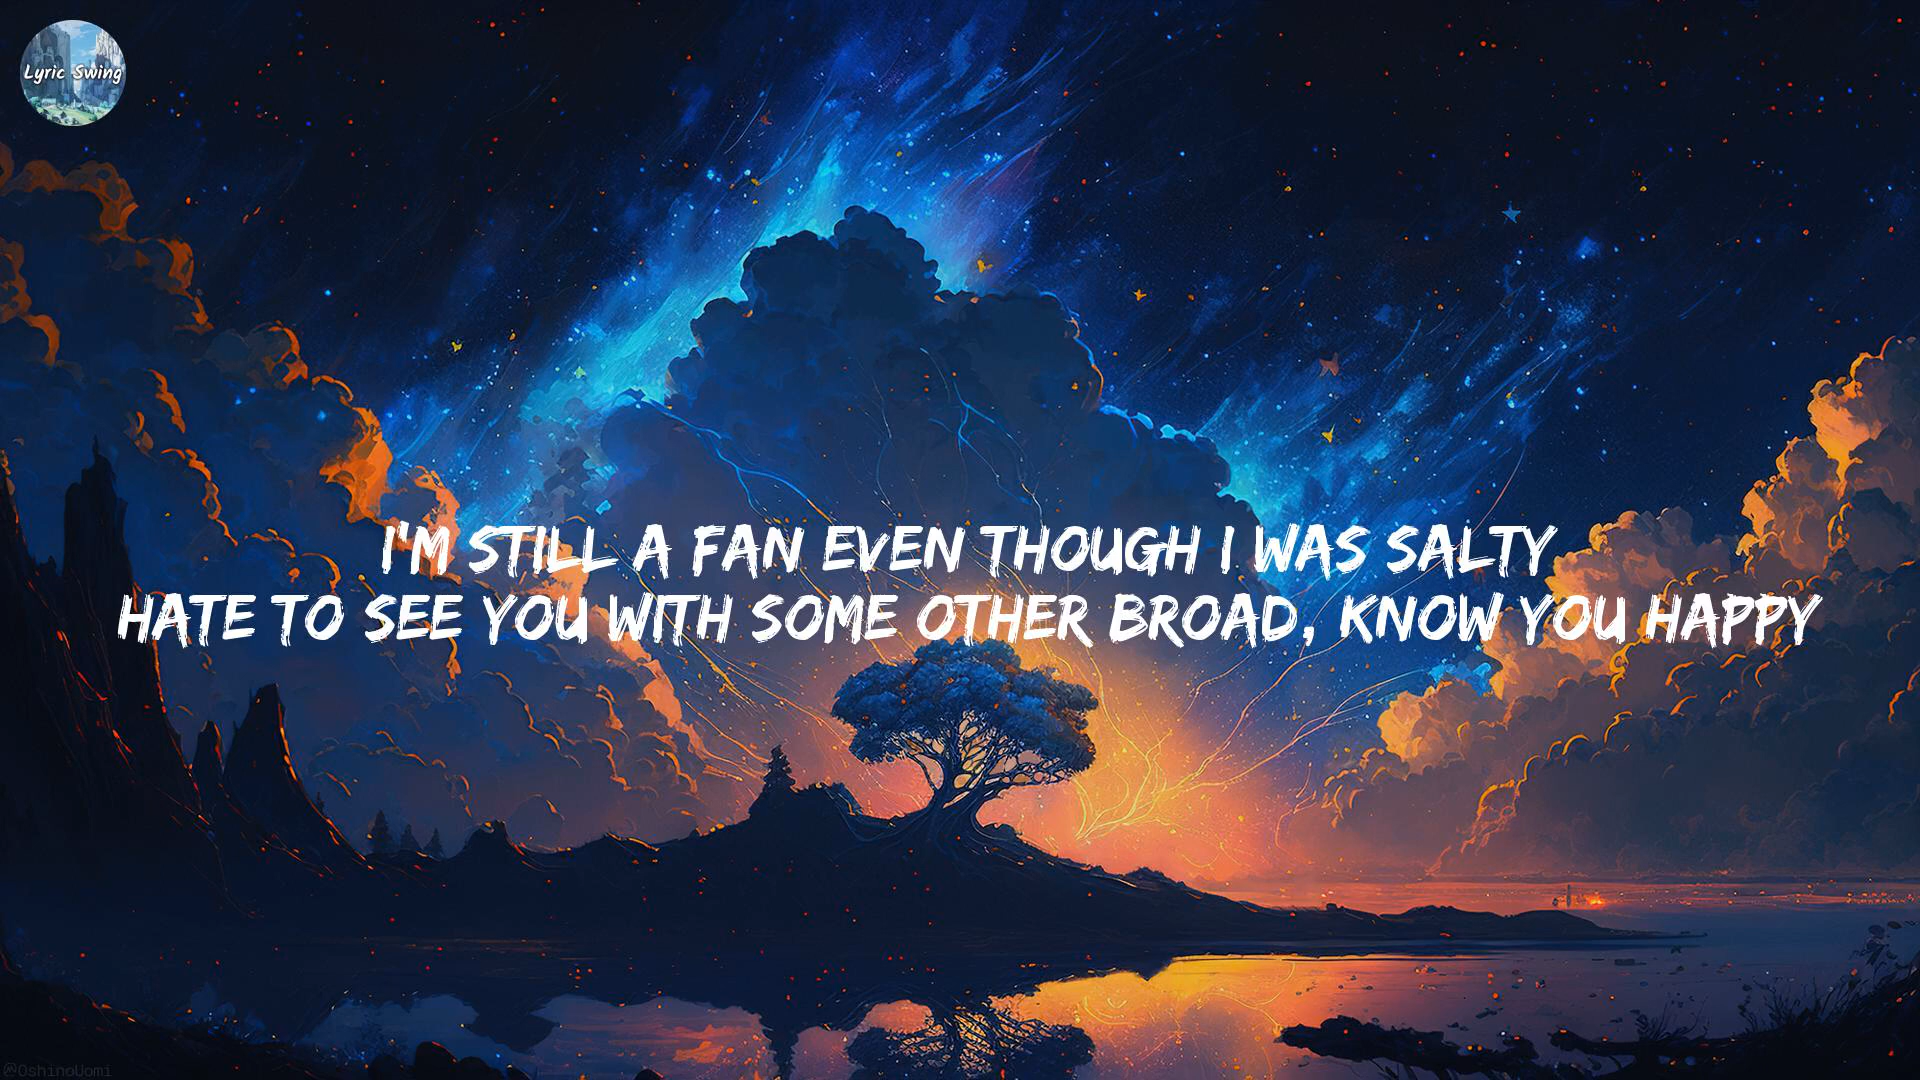 Lyric Swing
I'M STILL A FAN EVEN THOUGH I WAS SALTY
HATE TO SEE YOU WITH SOME OTHER BROAD, KNOW YOU HAPPY
@OshinoUomi